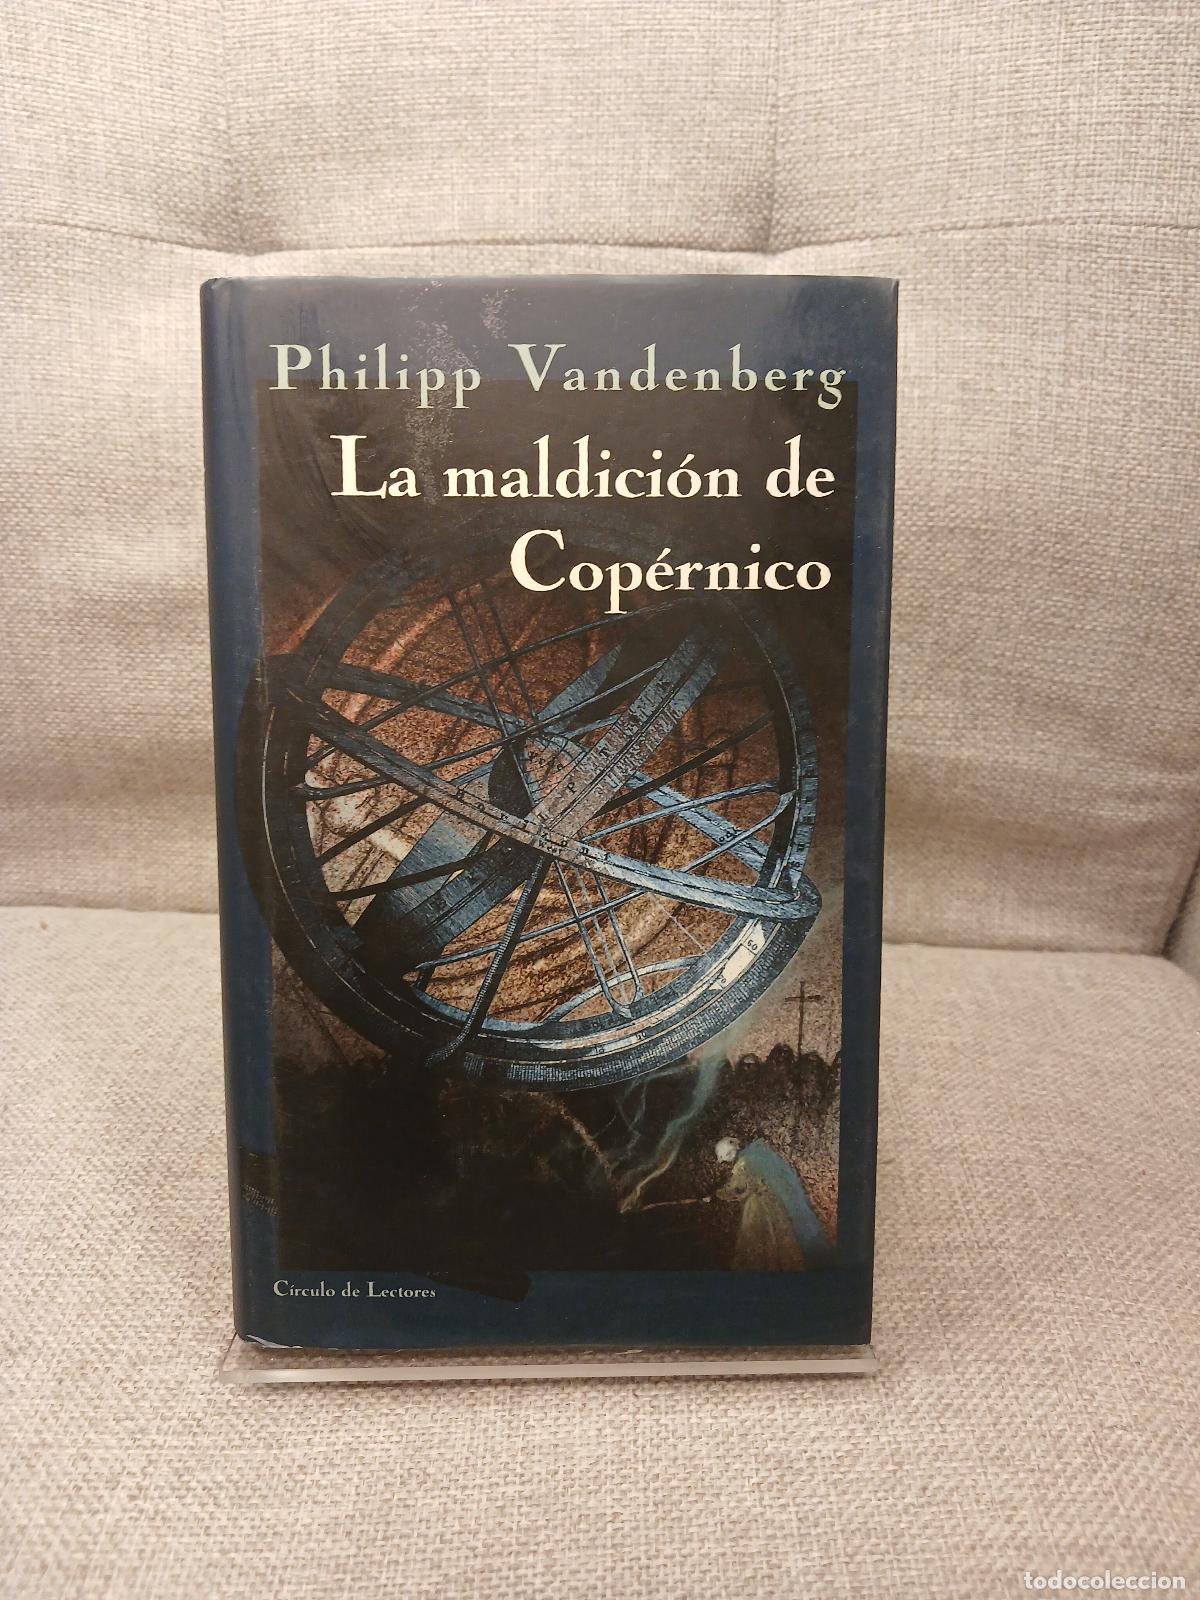 Philipp Vandenberg
La maldición de
Copérnico
Círculo de Lectores
todocoleccion